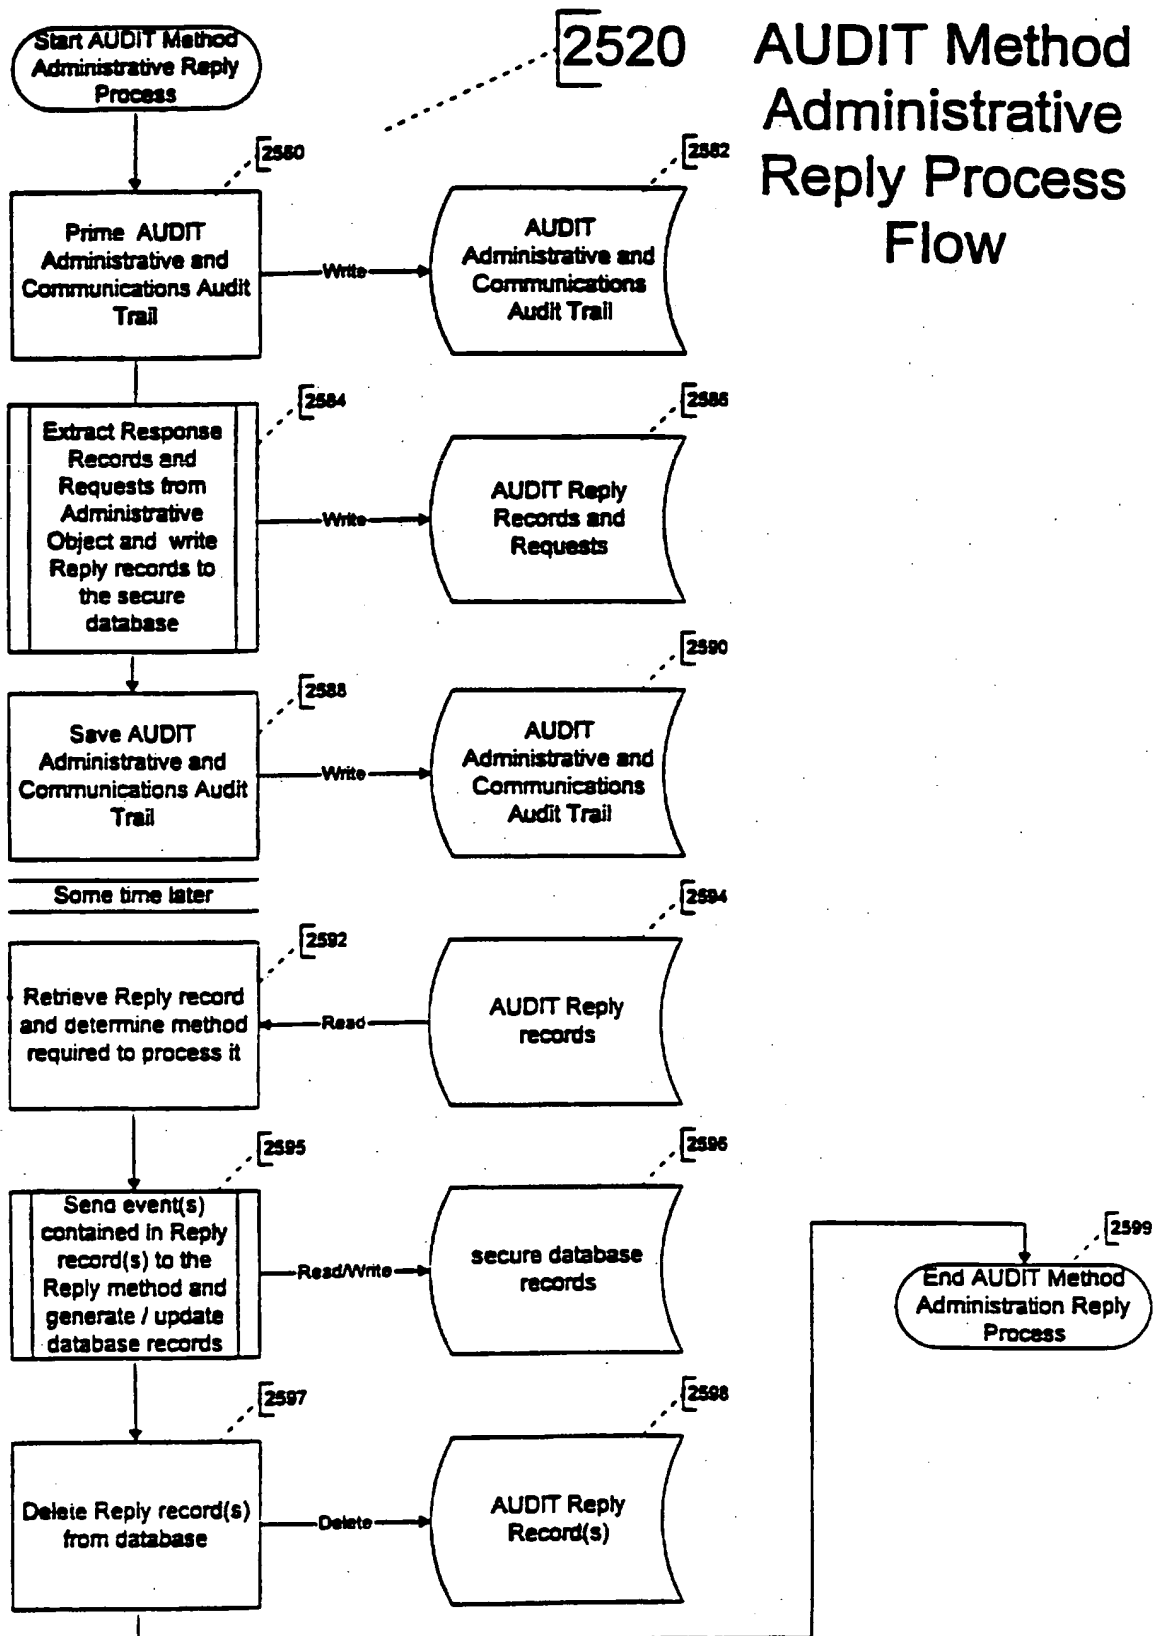 2520
AUDIT Method
Administrative
Reply Process
Flow
Start AUDIT Method
Administrative Reply
Process
2580
Prime AUDIT
Administrative and
Communications Audit
Trail
Write
2582
AUDIT
Administrative and
Communications
Audit Trail
2584
Extract Response
Records and
Requests from
Administrative
Object and write
Reply records to
the secure
database
Write
2586
AUDIT Reply
Records and
Requests
2588
Save AUDIT
Administrative and
Communications Audit
Trail
Write
2590
AUDIT
Administrative and
Communications
Audit Trail
Some time later
2592
Retrieve Reply record
and determine method
required to process it
Read
2594
AUDIT Reply
records
2595
Send event(s)
contained in Reply
record(s) to the
Reply method and
generate / update
database records
Read/Write
2596
secure database
records
2597
Delete Reply record(s)
from database
Delete
2598
AUDIT Reply
Record(s)
2599
End AUDIT Method
Administration Reply
Process